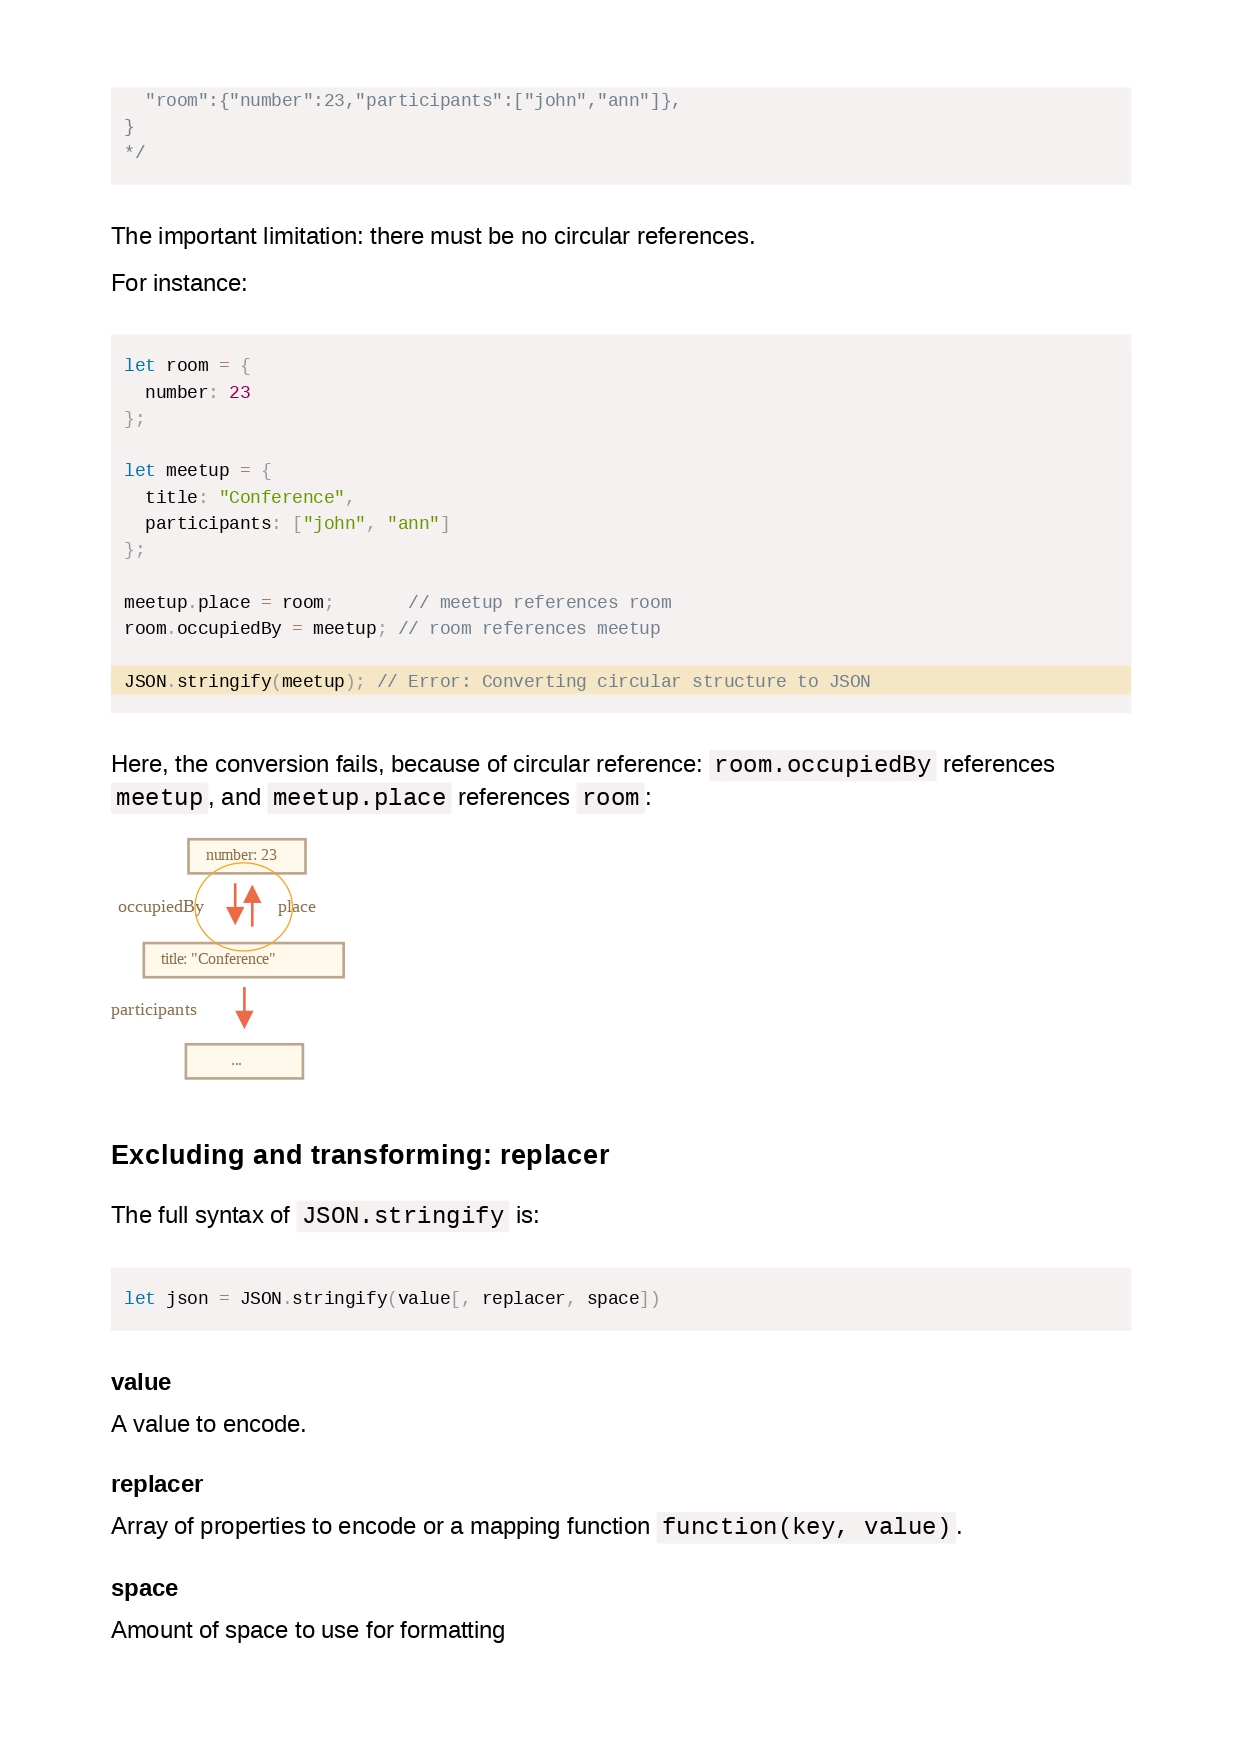 "room":{"number":23,"participants":["john","ann"]},
}
*/
The important limitation: there must be no circular references.
For instance:
let room = {
  number: 23
};
let meetup = {
  title: "Conference",
  participants: ["john", "ann"]
};
meetup.place = room;       // meetup references room
room.occupiedBy = meetup; // room references meetup
JSON.stringify(meetup); // Error: Converting circular structure to JSON
Here, the conversion fails, because of circular reference: room.occupiedBy references
meetup, and meetup.place references room:
number: 23
occupiedBy place
title: "Conference"
participants
...
Excluding and transforming: replacer
The full syntax of JSON.stringify is:
let json = JSON.stringify(value[, replacer, space])
value
A value to encode.
replacer
Array of properties to encode or a mapping function function(key, value).
space
Amount of space to use for formatting